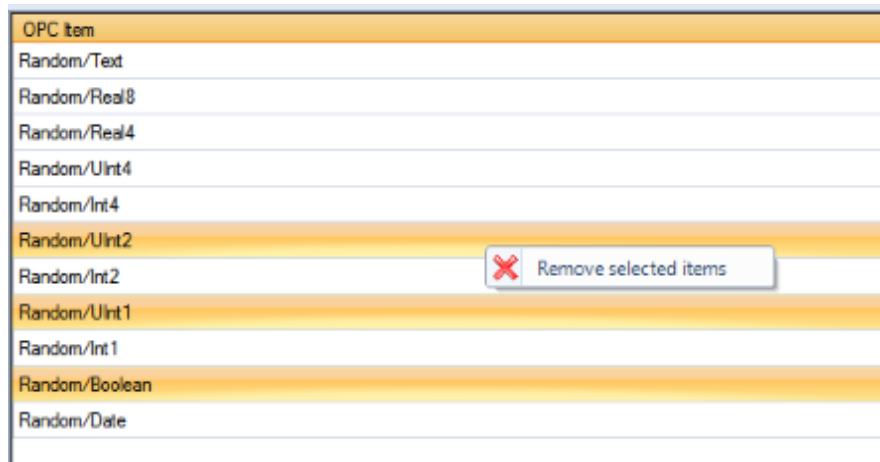 OPC Item
Random/Text
Random/Real8
Random/Real4
Random/UInt4
Random/Int4
Random/UInt2
Remove selected items
Random/Int2
Random/UInt1
Random/Int1
Random/Boolean
Random/Date